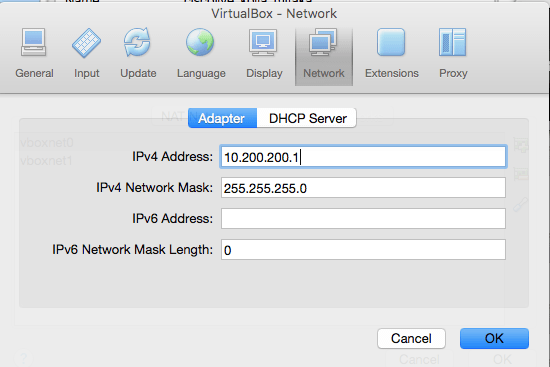 Name
VirtualBox - Network
General Input Update Language Display Network Extensions Proxy
Adapter DHCP Server
vboxnet0
vboxnet1
IPv4 Address: 10.200.200.1
IPv4 Network Mask: 255.255.255.0
IPv6 Address:
IPv6 Network Mask Length: 0
Cancel OK
Cancel OK